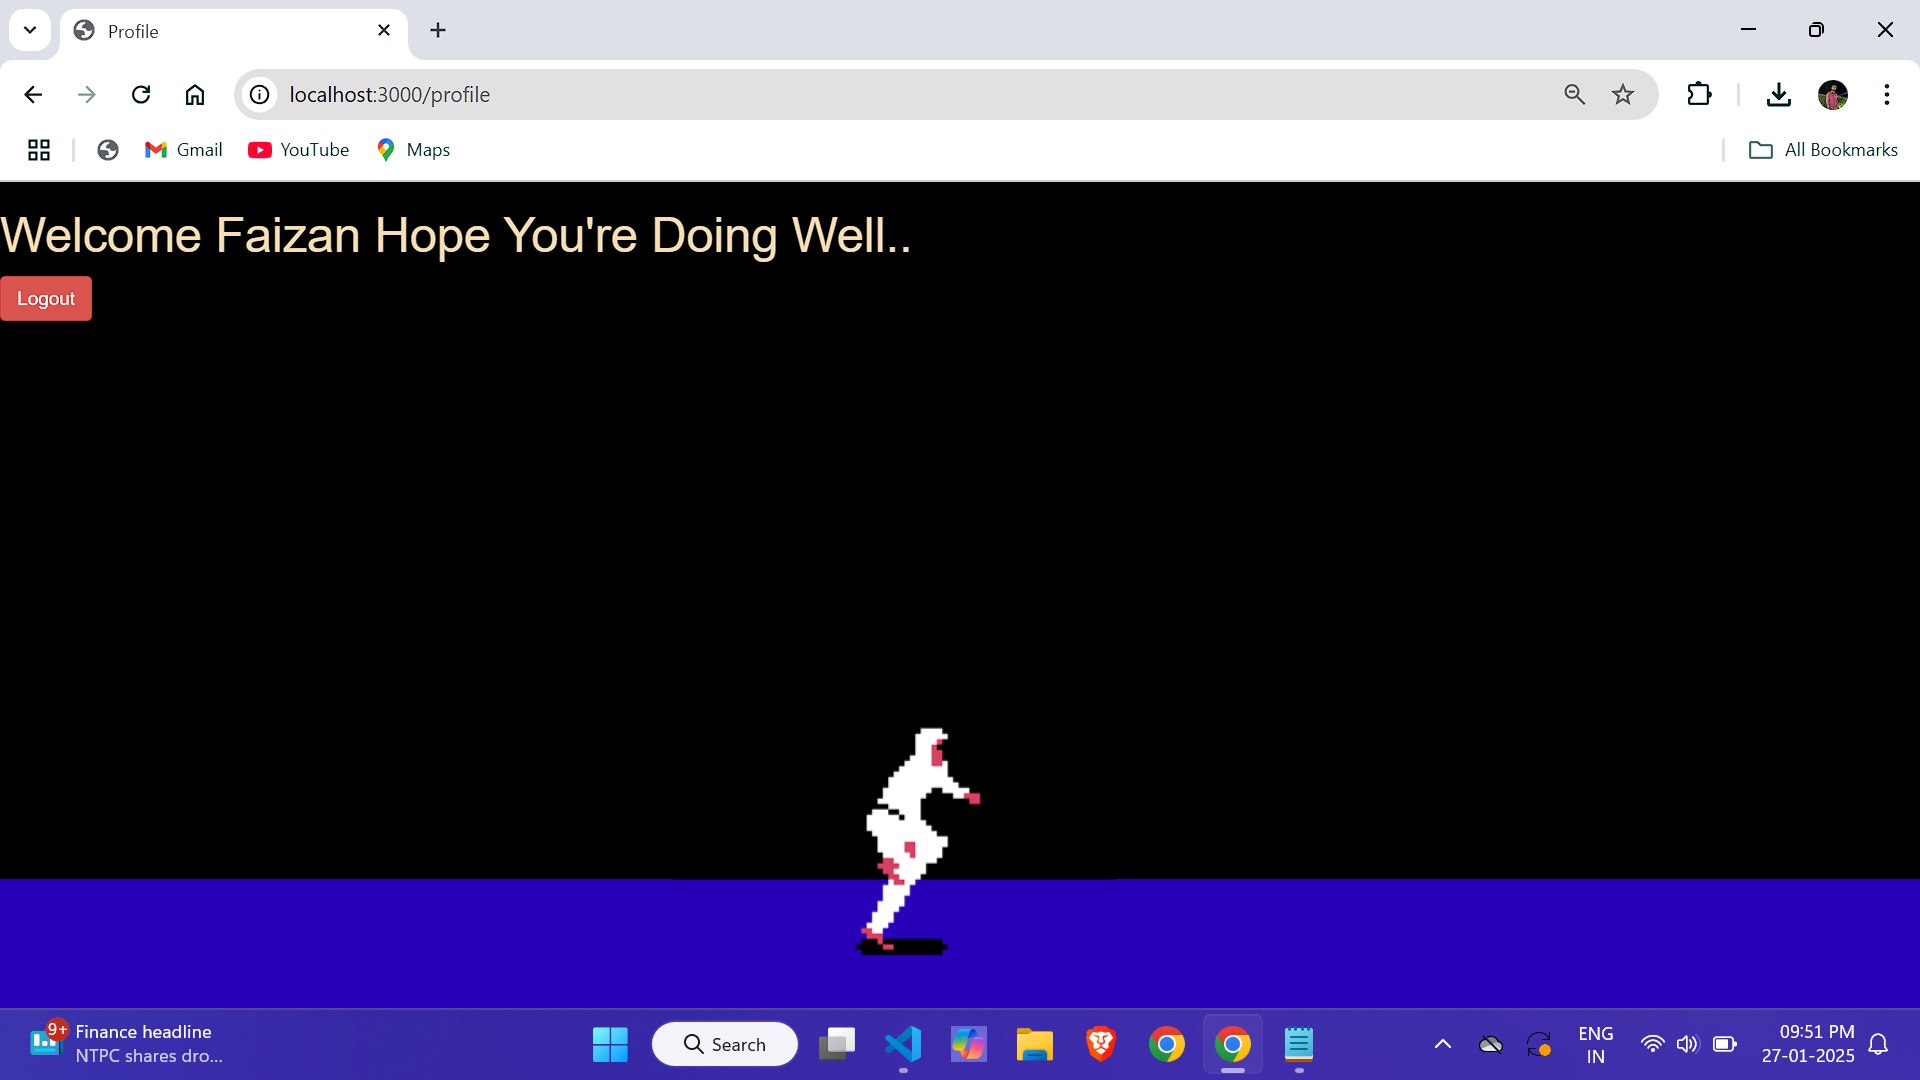 Profile
localhost:3000/profile
Gmail
YouTube
Maps
All Bookmarks
Welcome Faizan Hope You're Doing Well..
Logout
9+
Finance headline
NTPC shares dro...
Search
ENG
IN
09:51 PM
27-01-2025